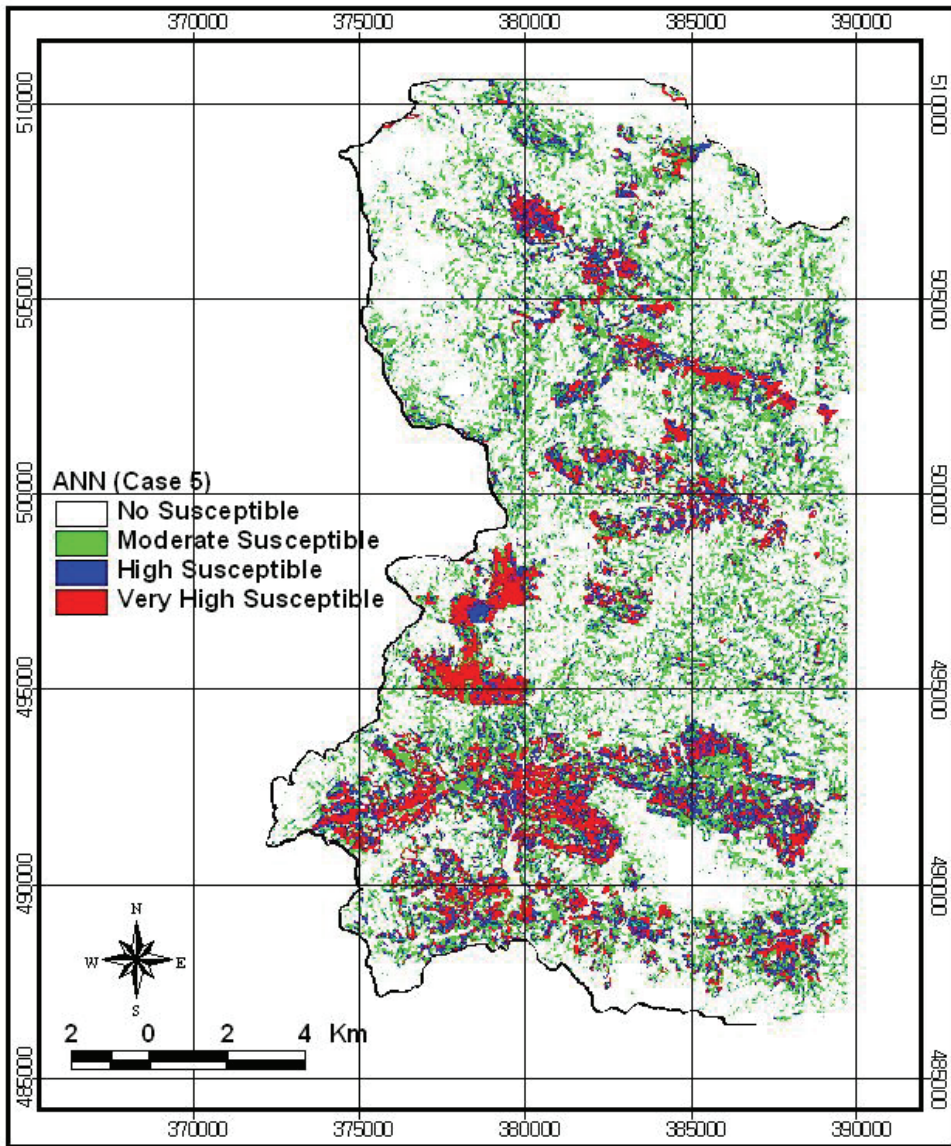 370000 375000 380000 385000 390000
510000 510000
505000 505000
ANN (Case 5)
No Susceptible
Moderate Susceptible
High Susceptible
Very High Susceptible
500000 500000
495000 495000
490000 490000
N
W E
S
2 0 2 4 Km
485000 485000
370000 375000 380000 385000 390000